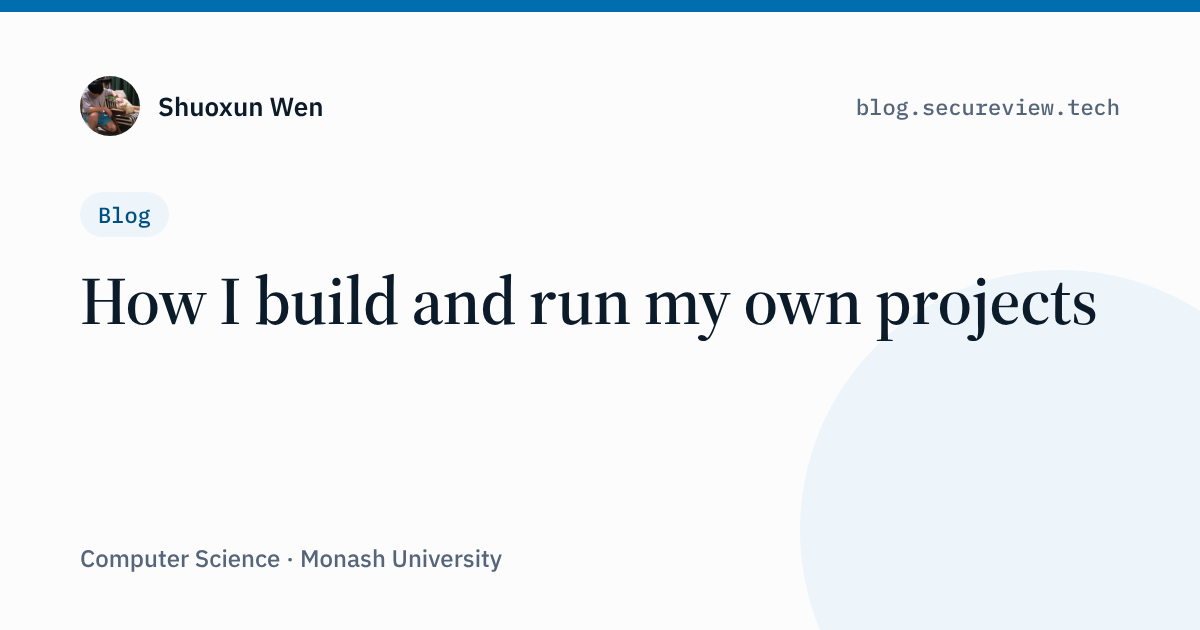 Shuoxun Wen
blog.secureview.tech
Blog
How I build and run my own projects
Computer Science · Monash University